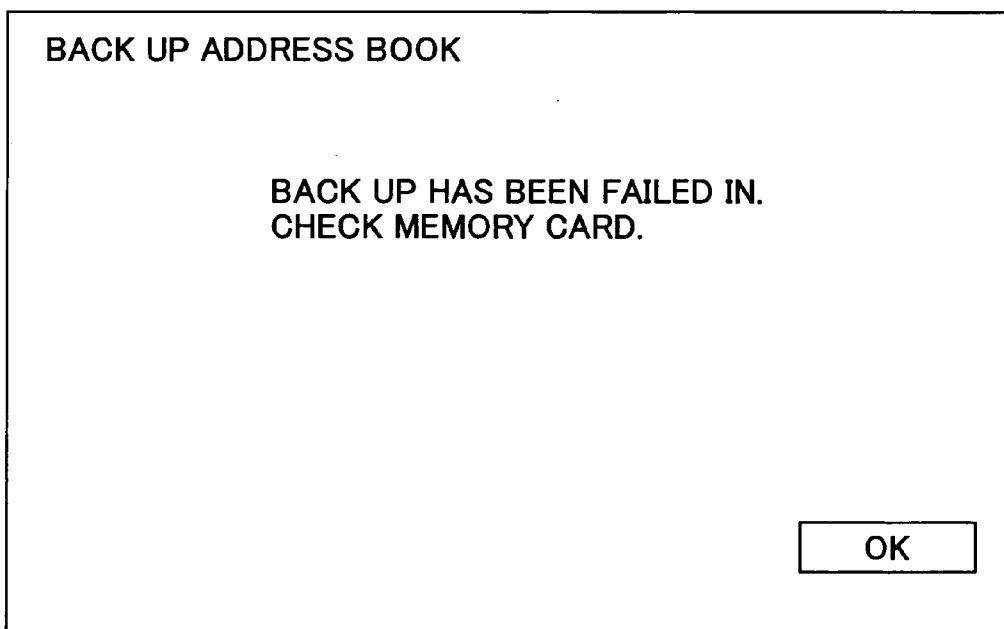 BACK UP ADDRESS BOOK
BACK UP HAS BEEN FAILED IN.
CHECK MEMORY CARD.
OK